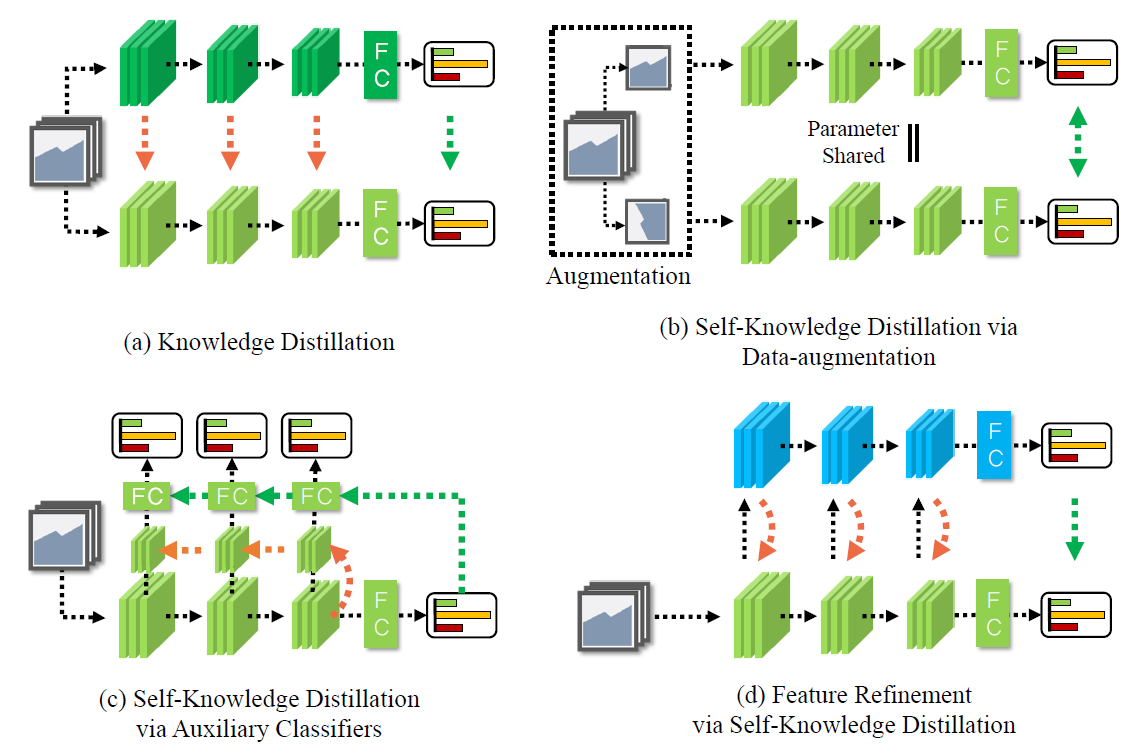 F
C
F
C
(a) Knowledge Distillation
F
C
Parameter
Shared
F
C
Augmentation
(b) Self-Knowledge Distillation via
Data-augmentation
FC
FC
FC
F
C
(c) Self-Knowledge Distillation
via Auxiliary Classifiers
F
C
F
C
(d) Feature Refinement
via Self-Knowledge Distillation